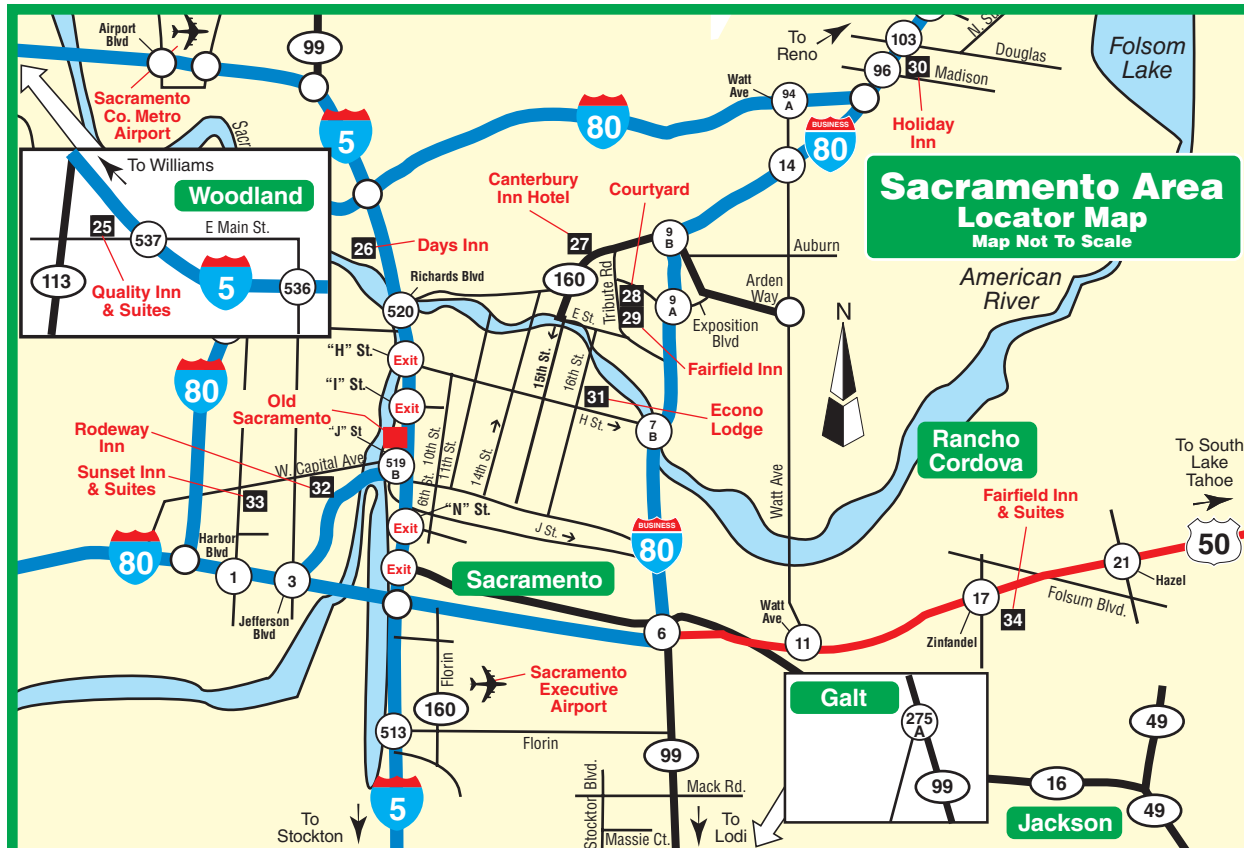 Airport
Blvd
99
To
Reno
103
N. Su
Douglas
96
30
Madison
Folsom
Lake
Sacramento
Co. Metro
Airport
5
80
Watt
Ave
94
A
BUSINESS
80
Holiday
Inn
Sacr
To Williams
Woodland
14
Sacramento Area
Locator Map
Map Not To Scale
Canterbury
Inn Hotel
Courtyard
25
537
E Main St.
26
Days Inn
27
9
B
Auburn
113
5
536
Quality Inn
& Suites
Richards Blvd
520
160
Tribute Rd
28
29
9
A
Arden
Way
Exposition
Blvd
American
River
N
E St.
"H" St.
Exit
15th St.
16th St.
Fairfield Inn
80
"I" St.
Exit
31
Econo
Lodge
Old
Sacramento
"J" St
H St.
7
B
Rodeway
Inn
W. Capital Ave
519
B
6th St.
10th St.
11th St.
14th St.
Watt Ave
Rancho
Cordova
To South
Lake
Tahoe
Sunset Inn
& Suites
33
32
"N" St.
Exit
J St.
Fairfield Inn
& Suites
50
80
Harbor
Blvd
BUSINESS
80
1
3
Exit
Sacramento
21
Hazel
Jefferson
Blvd
6
Watt
Ave
11
17
34
Folsum Blvd.
Zinfandel
Florin
160
Sacramento
Executive
Airport
Galt
275
A
49
513
Florin
99
99
16
5
To
Stockton
Stockton Blvd.
Mack Rd.
Massie Ct.
To
Lodi
Jackson
49